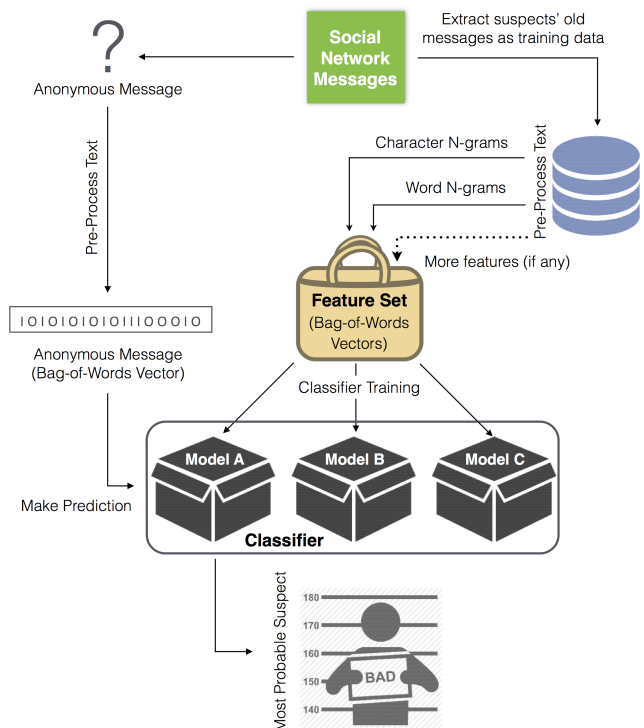 Extract suspects' old
messages as training data
Social
Network
Messages
?
Anonymous Message
Pre-Process Text
Character N-grams
Word N-grams
Pre-Process Text
More features (if any)
Feature Set
(Bag-of-Words
Vectors)
IOIOIOIOIOIIIOOOIO
Anonymous Message
(Bag-of-Words Vector)
Classifier Training
Model A
Model B
Model C
Make Prediction
Classifier
Most Probable Suspect
180
170
160
150
140
BAD